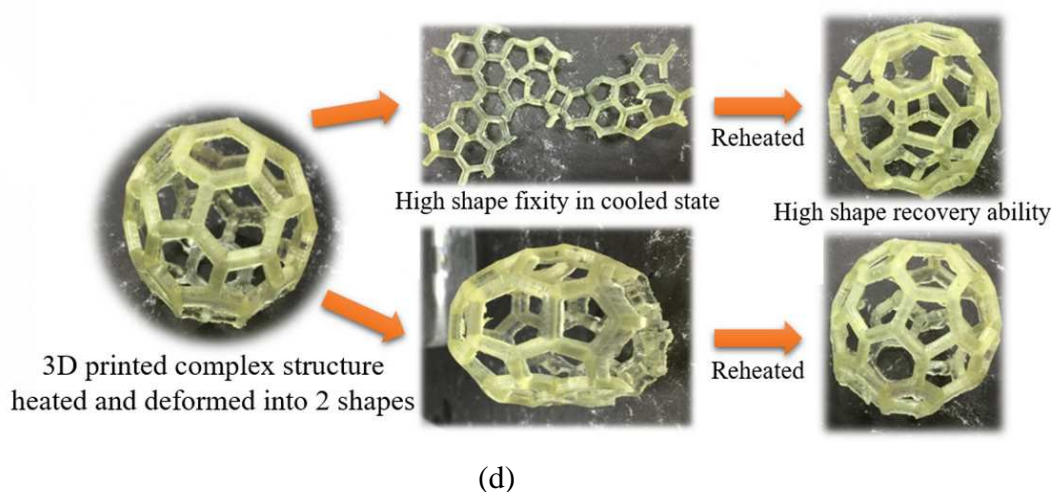 High shape fixity in cooled state
Reheated
High shape recovery ability
3D printed complex structure
heated and deformed into 2 shapes
Reheated
(d)